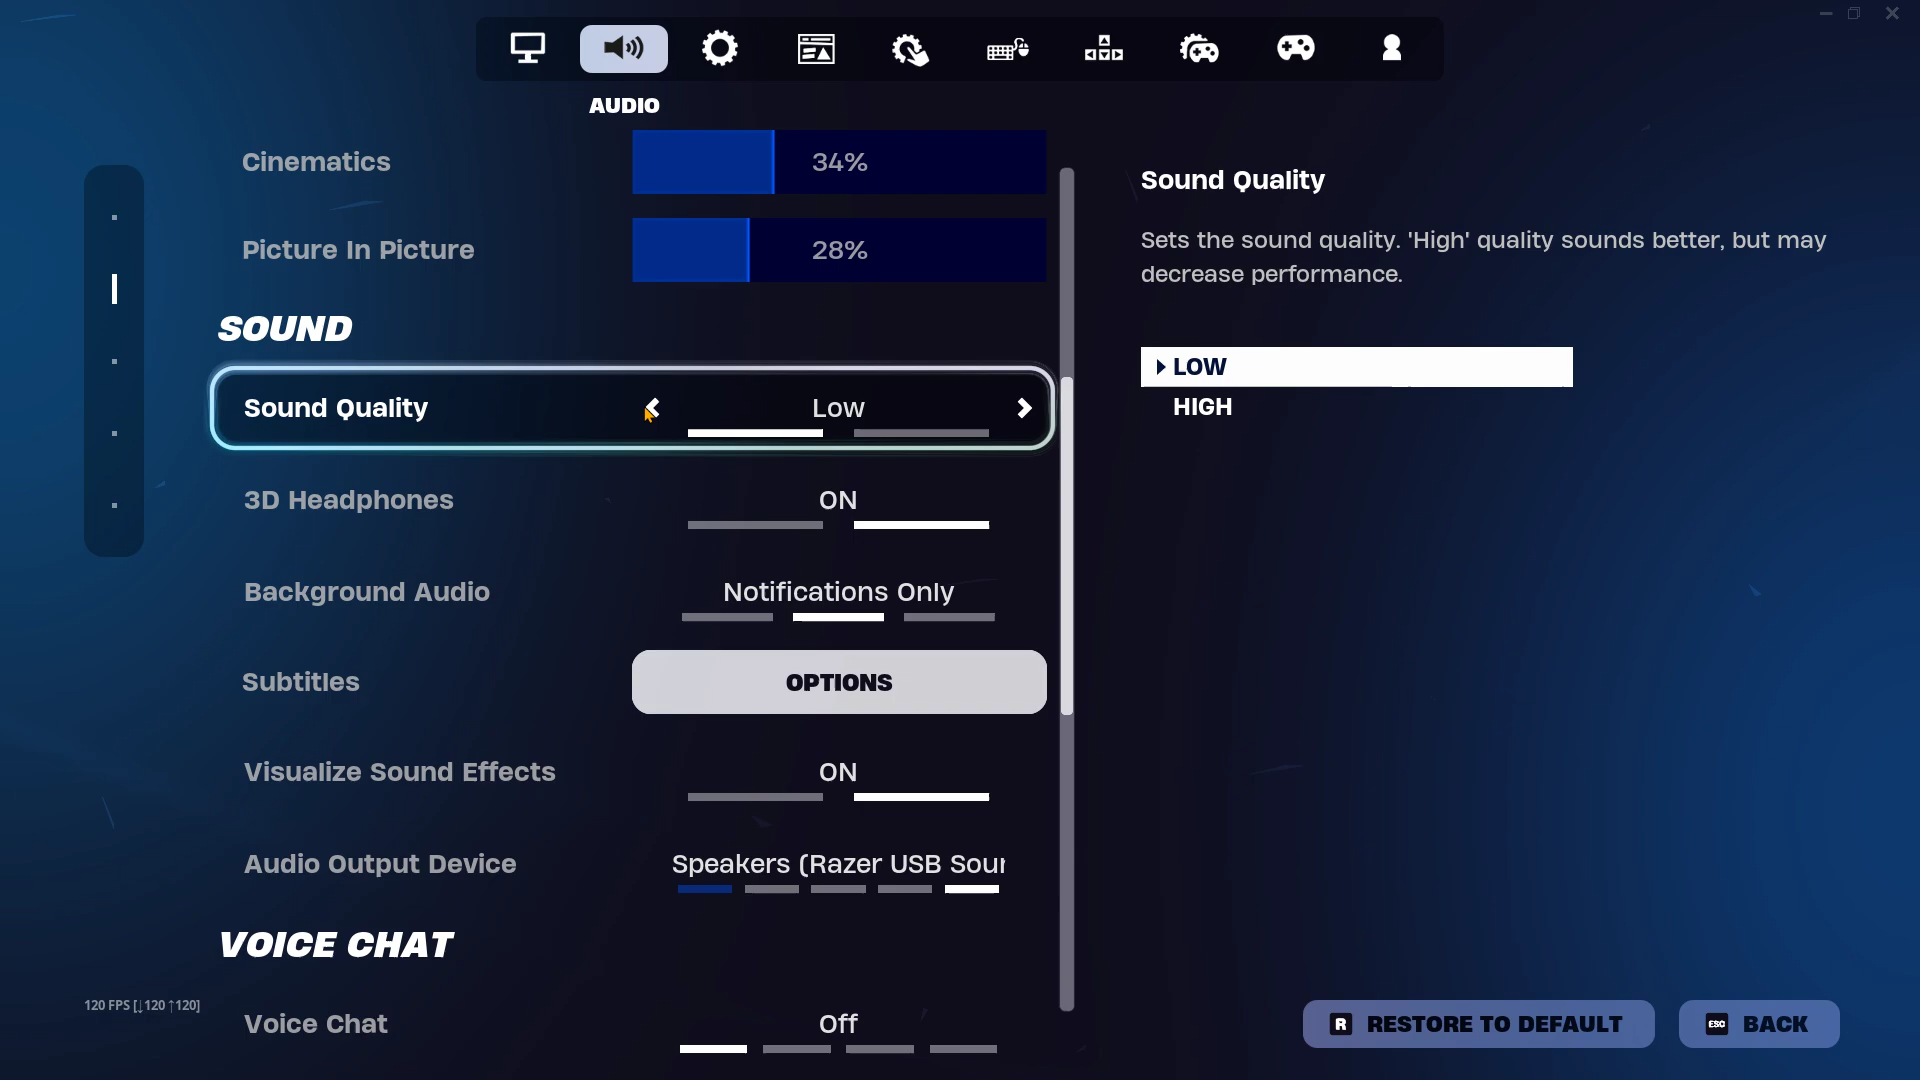 AUDIO
Cinematics
34%
Picture In Picture
28%
SOUND
Sound Quality
Low
3D Headphones
ON
Background Audio
Notifications Only
Subtitles
OPTIONS
Visualize Sound Effects
ON
Audio Output Device
Speakers (Razer USB Sour
VOICE CHAT
Voice Chat
Off
120 FPS [↓120 ↑120]
Sound Quality
Sets the sound quality. 'High' quality sounds better, but may
decrease performance.
LOW
HIGH
R RESTORE TO DEFAULT
ESC BACK